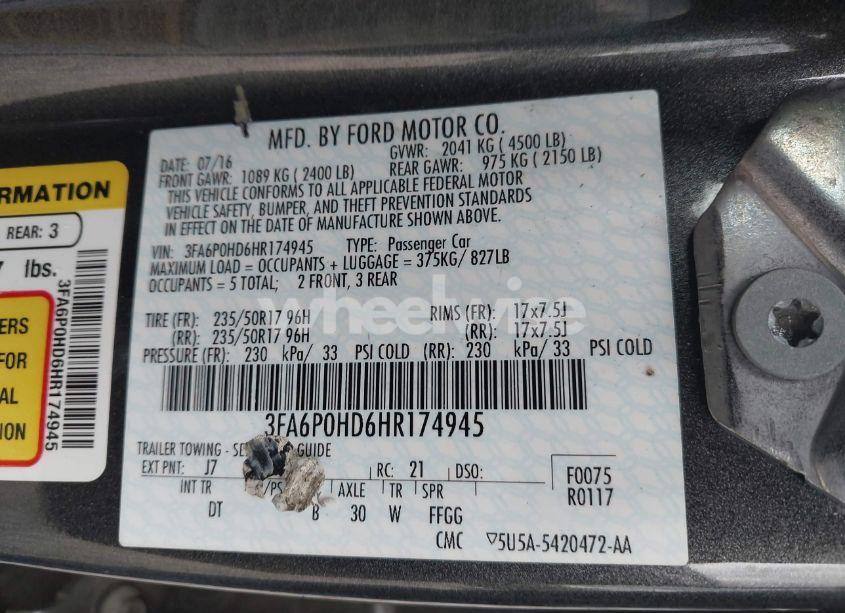 MFD. BY FORD MOTOR CO.
DATE: 07/16 GVWR: 2041 KG ( 4500 LB)
FRONT GAWR: 1089 KG ( 2400 LB) REAR GAWR: 975 KG ( 2150 LB)
THIS VEHICLE CONFORMS TO ALL APPLICABLE FEDERAL MOTOR
VEHICLE SAFETY, BUMPER, AND THEFT PREVENTION STANDARDS
IN EFFECT ON THE DATE OF MANUFACTURE SHOWN ABOVE.
VIN: 3FA6P0HD6HR174945 TYPE: Passenger Car
MAXIMUM LOAD = OCCUPANTS + LUGGAGE = 375KG/ 827LB
OCCUPANTS = 5 TOTAL; 2 FRONT, 3 REAR
wheelwire
TIRE (FR): 235/50R17 96H RIMS (FR): 17x7.5J
(RR): 235/50R17 96H (RR): 17x7.5J
PRESSURE (FR): 230 kPa/ 33 PSI COLD (RR): 230 kPa/ 33 PSI COLD
3FA6P0HD6HR174945
TRAILER TOWING - GUIDE
EXT PNT: J7 RC: 21 DSO: F0075
INT TR /PS AXLE TR SPR R0117
DT B 30 W FFGG
CMC ▽5U5A-5420472-AA
RMATION
REAR: 3
7 lbs.
3FA6P0HD6HR174945
ERS
FOR
AL
ION